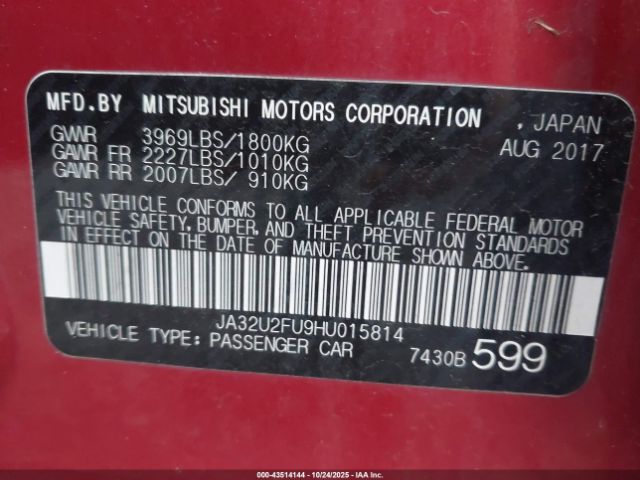 MFD.BY MITSUBISHI MOTORS CORPORATION , JAPAN
GVWR 3969LBS/1800KG AUG 2017
GAWR FR 2227LBS/1010KG
GAWR RR 2007LBS/ 910KG
THIS VEHICLE CONFORMS TO ALL APPLICABLE FEDERAL MOTOR
VEHICLE SAFETY, BUMPER, AND THEFT PREVENTION STANDARDS
IN EFFECT ON THE DATE OF MANUFACTURE SHOWN ABOVE.
JA32U2FU9HU015814
VEHICLE TYPE: PASSENGER CAR 7430B 599
000-43514144 - 10/24/2025 - IAA Inc.